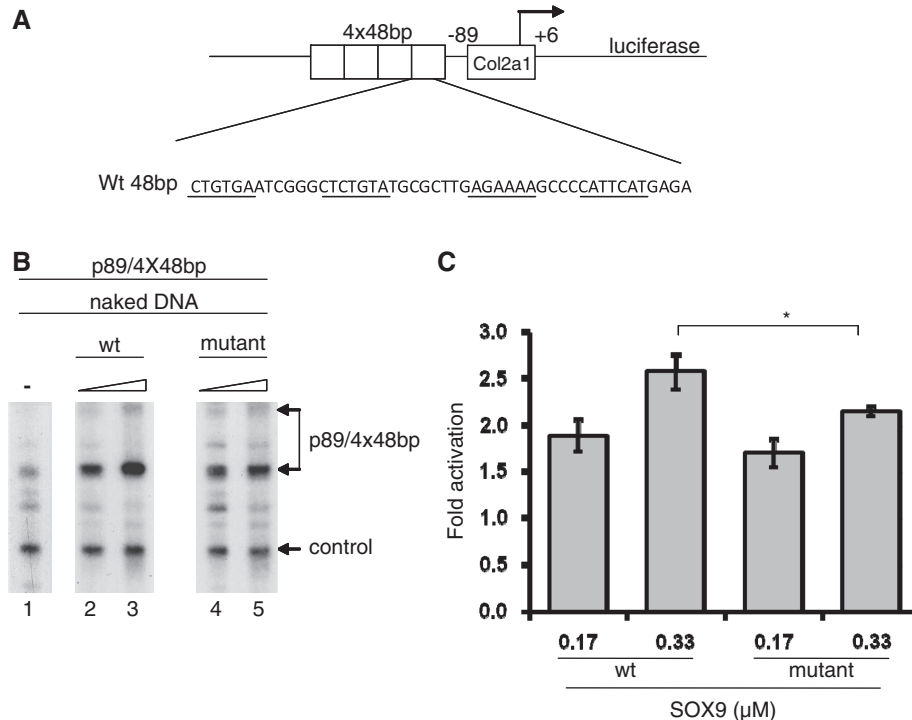 A
4x48bp
-89
+6
Col2a1
luciferase
Wt 48bp CTGTGAATCGGGCTCTGTATGCGCTTGAGAAAAGCCCCATTCATGAGA
B
p89/4X48bp
naked DNA
- wt mutant
p89/4x48bp
control
1 2 3 4 5
C
Fold activation
3.0
2.5
2.0
1.5
1.0
0.5
0.0
*
0.17 0.33 0.17 0.33
wt mutant
SOX9 (µM)